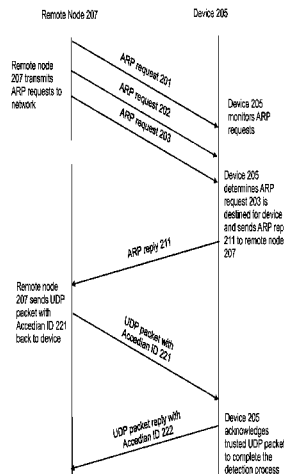 Remote Node 207
Device 205
Remote node
207 transmits
ARP requests to
network
ARP request 201
ARP request 202
ARP request 203
Device 205
monitors ARP
requests
Device 205
determines ARP
request 203 is
destined for device
and sends ARP rep
211 to remote node
207
ARP reply 211
Remote node
207 sends UDP
packet with
Accedian ID 221
back to device
UDP packet with
Accedian ID 221
UDP packet reply with
Accedian ID 222
Device 205
acknowledges
trusted UDP packet
to complete the
detection process